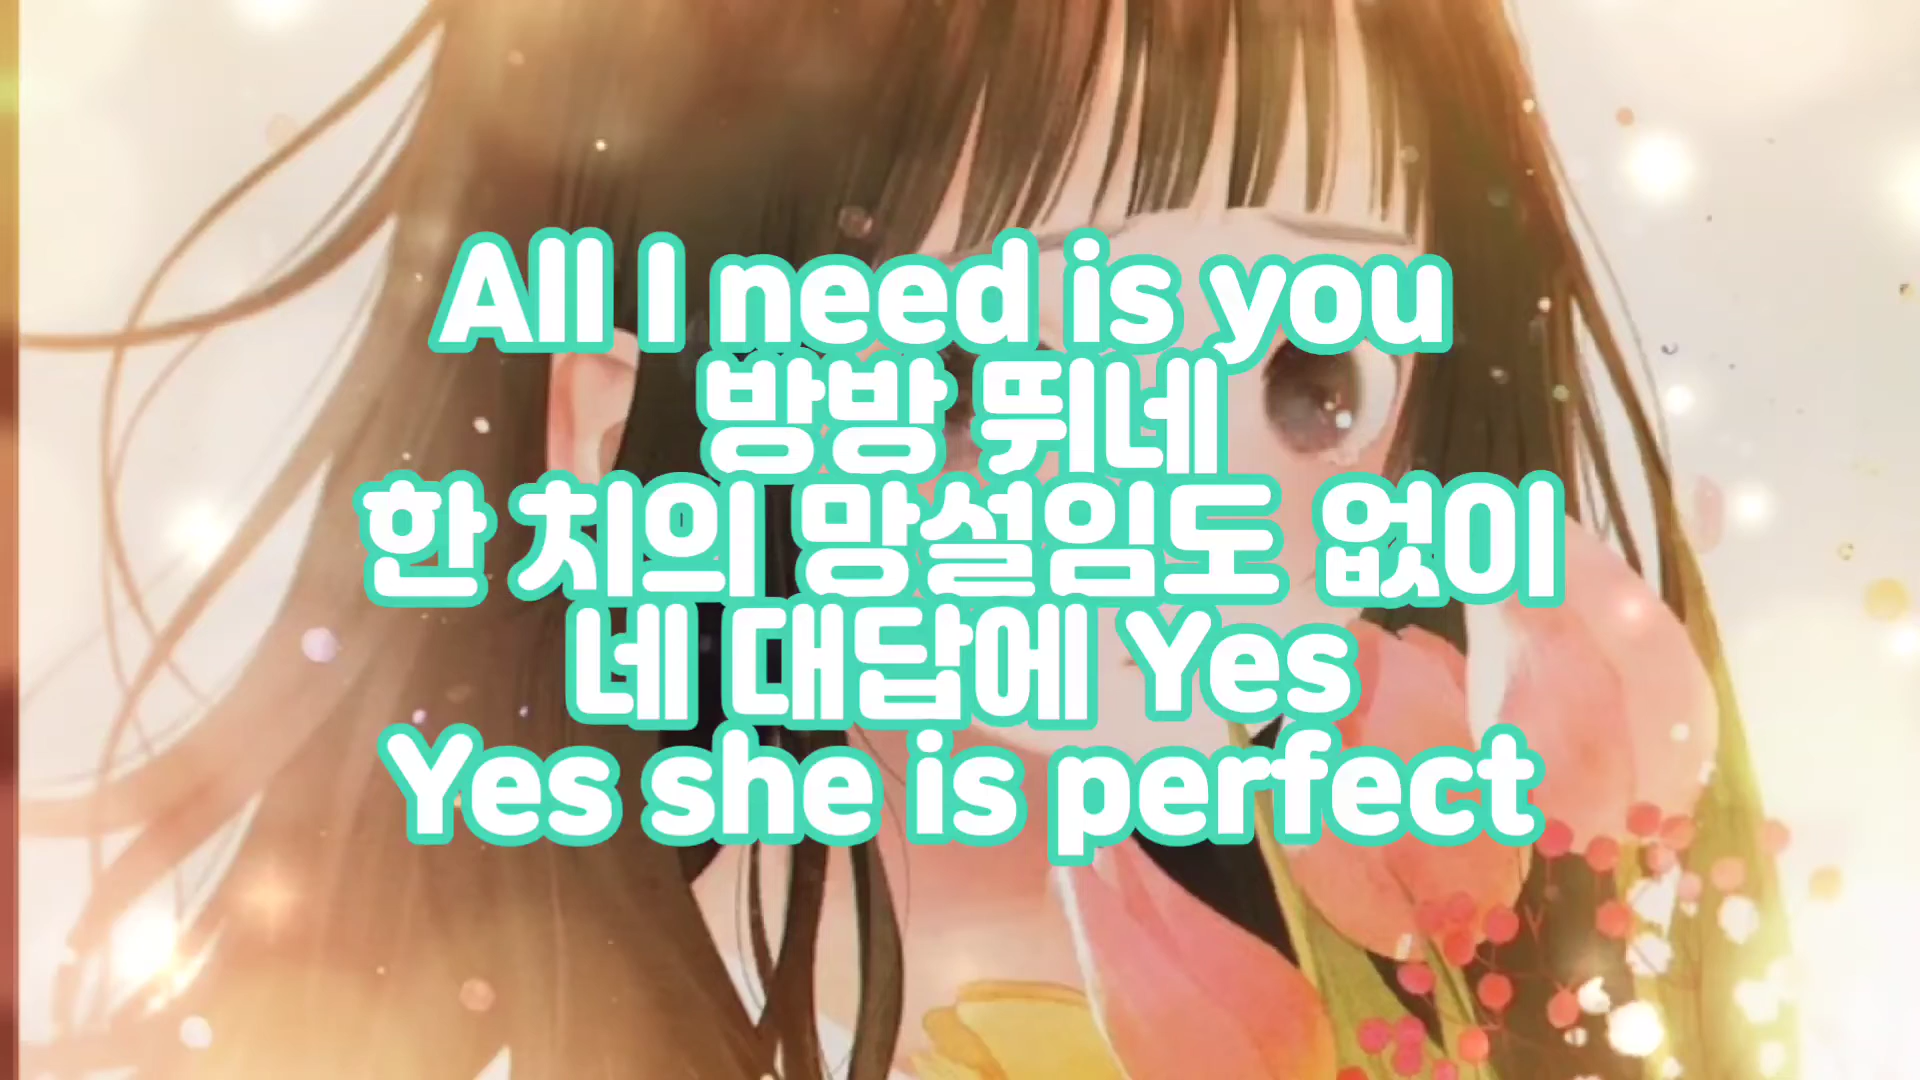 All I need is you
방방 뛰네
한 치의 망설임도 없이
네 대답에 Yes
Yes she is perfect